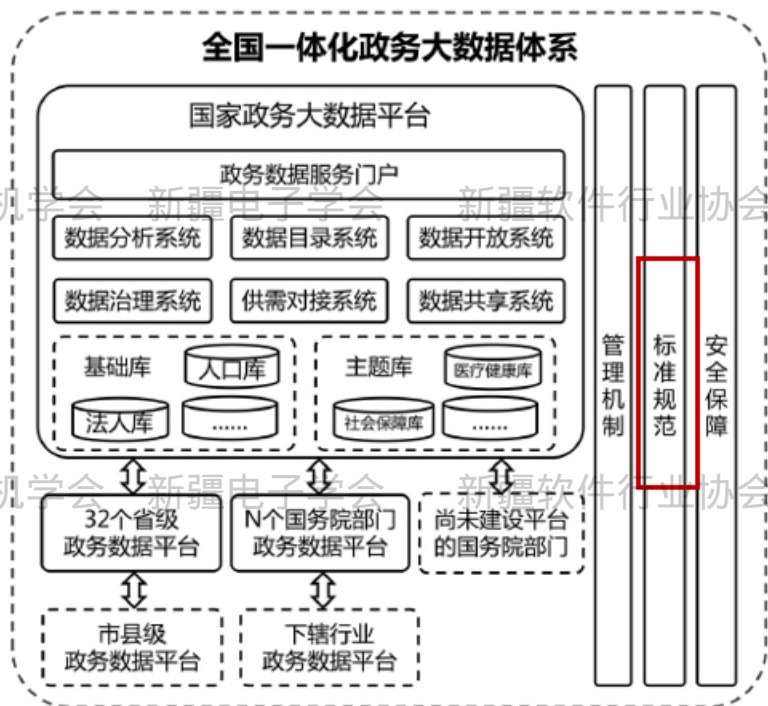 全国一体化政务大数据体系
国家政务大数据平台
政务数据服务门户
机学会 新疆电子学会 新疆软件行业协会
数据分析系统 数据目录系统 数据开放系统
数据治理系统 供需对接系统 数据共享系统
基础库 人口库 主题库 医疗健康库
法人库 …… 社会保障库 ……
管理机制
标准规范
安全保障
机学会 新疆电子学会 新疆软件行业协会
32个省级
政务数据平台
N个国务院部门
政务数据平台
尚未建设平台
的国务院部门
市县级
政务数据平台
下辖行业
政务数据平台